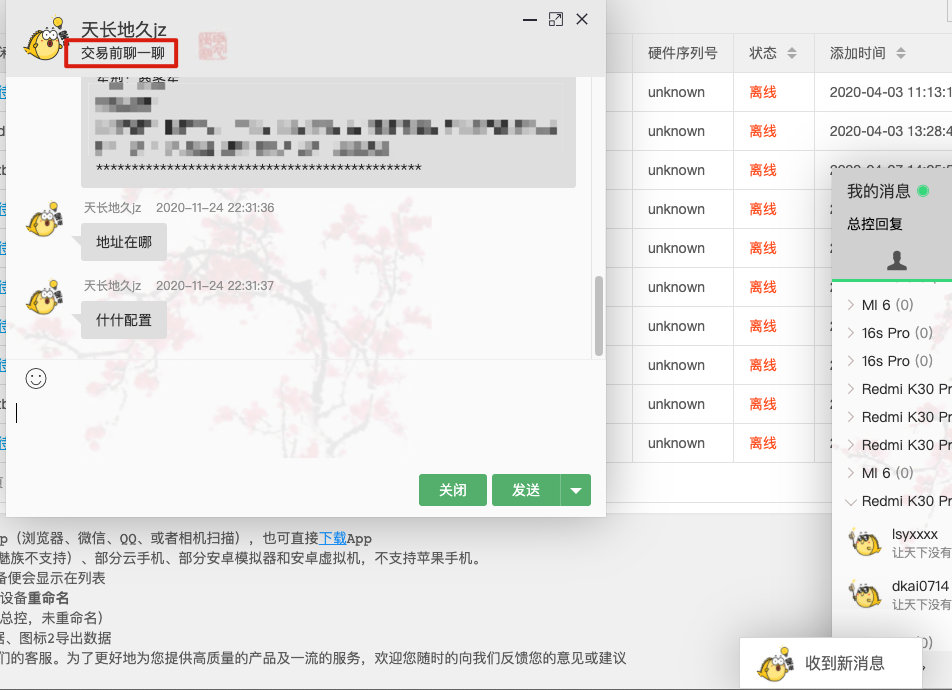 天长地久jz
交易前聊一聊
**********************************************
天长地久jz 2020-11-24 22:31:36
地址在哪
天长地久jz 2020-11-24 22:31:37
什什配置
关闭 发送
硬件序列号 状态 添加时间
unknown 离线 2020-04-03 11:13:1
unknown 离线 2020-04-03 13:28:4
unknown 离线
unknown 离线
unknown 离线
unknown 离线
unknown 离线
unknown 离线
unknown 离线
unknown 离线
我的消息
总控回复
MI 6 (0)
16s Pro (0)
16s Pro (0)
Redmi K30 Pr
Redmi K30 Pr
Redmi K30 Pr
MI 6 (0)
Redmi K30 Pr
lsyxxxx
让天下没有
dkai0714
让天下没有
收到新消息
p（浏览器、微信、QQ、或者相机扫描），也可直接下载App
魅族不支持）、部分云手机、部分安卓模拟器和安卓虚拟机，不支持苹果手机。
备便会显示在列表
设备重命名
总控，未重命名）
、图标2导出数据
们的客服。为了更好地为您提供高质量的产品及一流的服务，欢迎您随时的向我们反馈您的意见或建议